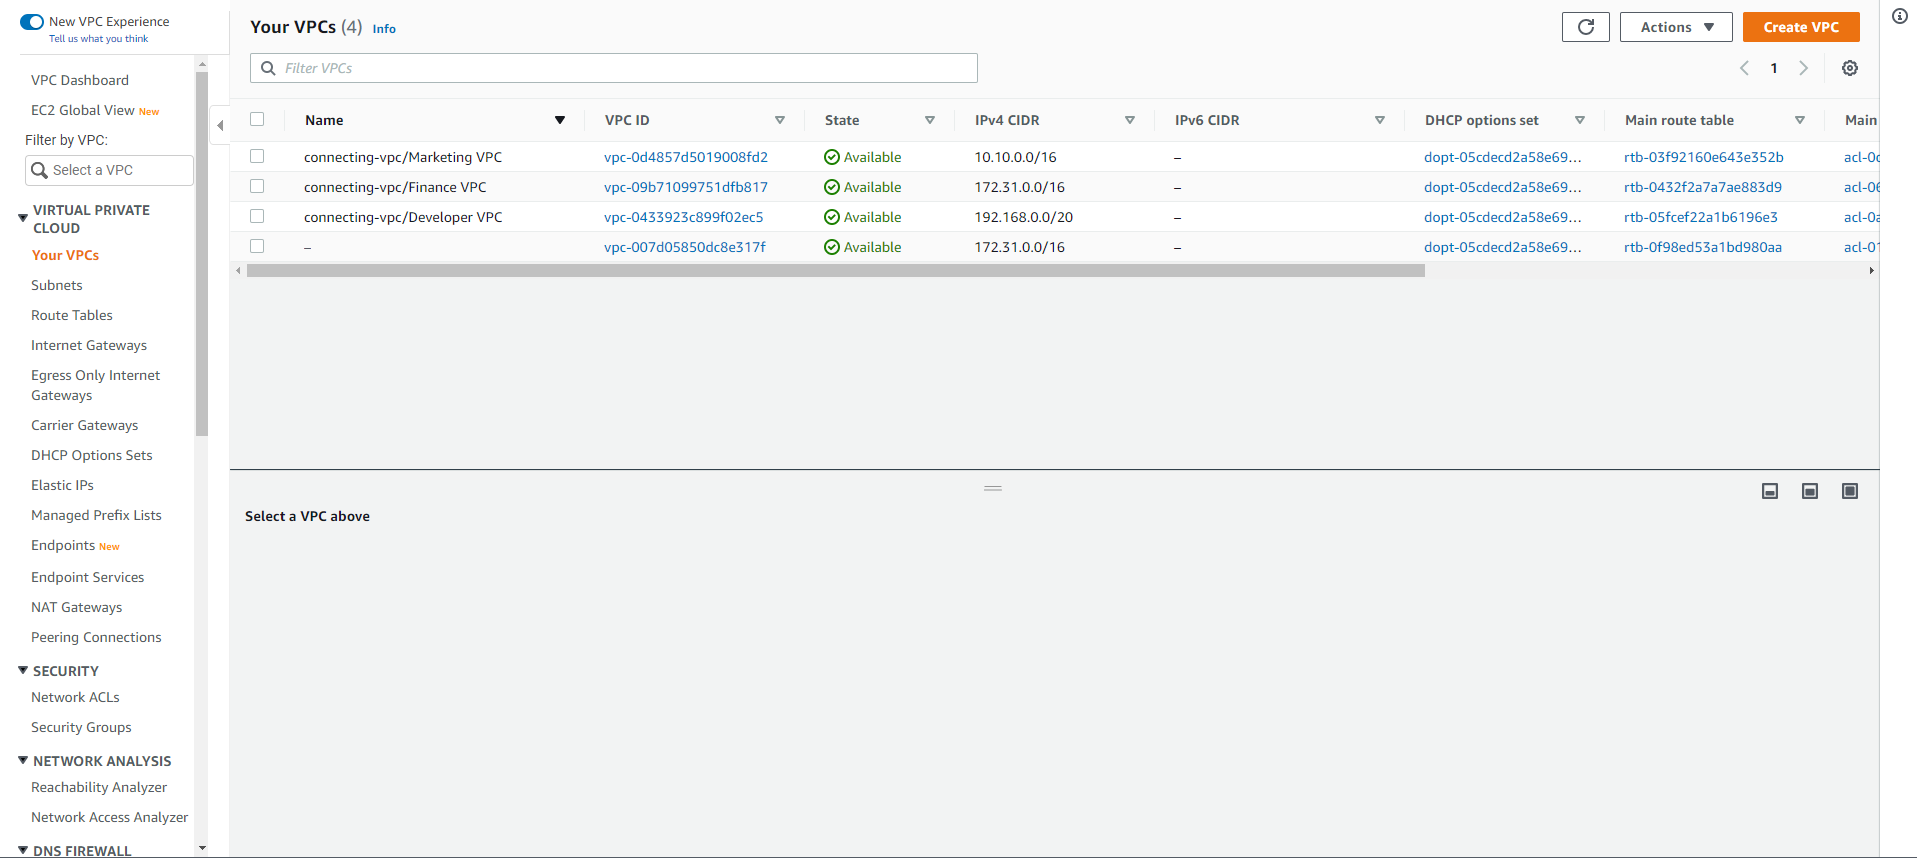 New VPC Experience
Tell us what you think
VPC Dashboard
EC2 Global View New
Filter by VPC:
Select a VPC
VIRTUAL PRIVATE
CLOUD
Your VPCs
Subnets
Route Tables
Internet Gateways
Egress Only Internet
Gateways
Carrier Gateways
DHCP Options Sets
Elastic IPs
Managed Prefix Lists
Endpoints New
Endpoint Services
NAT Gateways
Peering Connections
SECURITY
Network ACLs
Security Groups
NETWORK ANALYSIS
Reachability Analyzer
Network Access Analyzer
DNS FIREWALL
Your VPCs (4) Info
Actions
Create VPC
Filter VPCs
1
Name VPC ID State IPv4 CIDR IPv6 CIDR DHCP options set Main route table Main
connecting-vpc/Marketing VPC vpc-0d4857d5019008fd2 Available 10.10.0.0/16 – dopt-05cdecd2a58e69... rtb-03f92160e643e352b acl-0c
connecting-vpc/Finance VPC vpc-09b71099751dfb817 Available 172.31.0.0/16 – dopt-05cdecd2a58e69... rtb-0432f2a7a7ae883d9 acl-06
connecting-vpc/Developer VPC vpc-0433923c899f02ec5 Available 192.168.0.0/20 – dopt-05cdecd2a58e69... rtb-05fcef22a1b6196e3 acl-0a
– vpc-007d05850dc8e317f Available 172.31.0.0/16 – dopt-05cdecd2a58e69... rtb-0f98ed53a1bd980aa acl-01
Select a VPC above